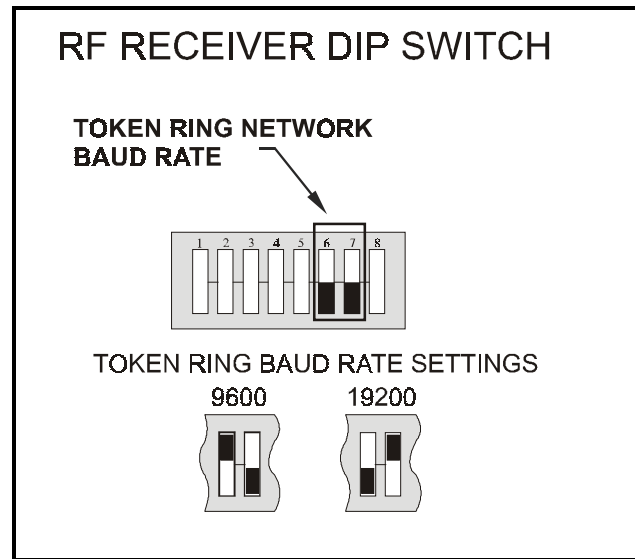 RF RECEIVER DIP SWITCH
TOKEN RING NETWORK
BAUD RATE
1 2 3 4 5 6 7 8
TOKEN RING BAUD RATE SETTINGS
9600 19200